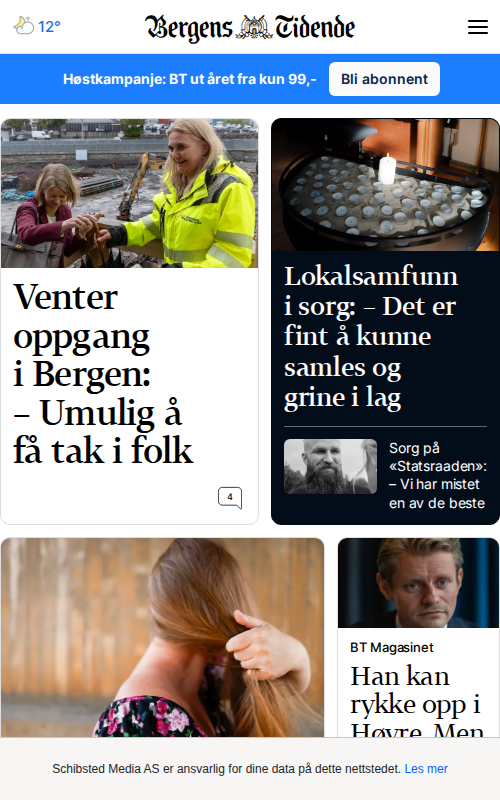 12°
Bergens Tidende
Høstkampanje: BT ut året fra kun 99,-
Bli abonnent
Venter
oppgang
i Bergen:
– Umulig å
få tak i folk
4
Lokalsamfunn
i sorg: – Det er
fint å kunne
samles og
grine i lag
Sorg på
«Statsraaden»:
– Vi har mistet
en av de beste
BT Magasinet
Han kan
rykke opp i
Høyre. Men
Schibsted Media AS er ansvarlig for dine data på dette nettstedet. Les mer